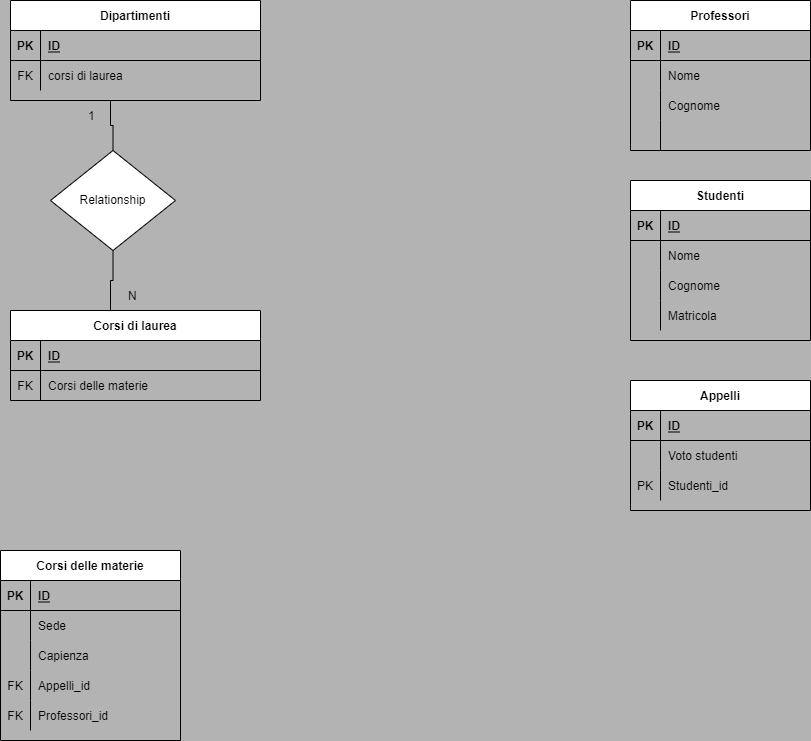 Dipartimenti
PK ID
FK corsi di laurea
1
Relationship
N
Corsi di laurea
PK ID
FK Corsi delle materie
Corsi delle materie
PK ID
Sede
Capienza
FK Appelli_id
FK Professori_id
Professori
PK ID
Nome
Cognome
Studenti
PK ID
Nome
Cognome
Matricola
Appelli
PK ID
Voto studenti
PK Studenti_id